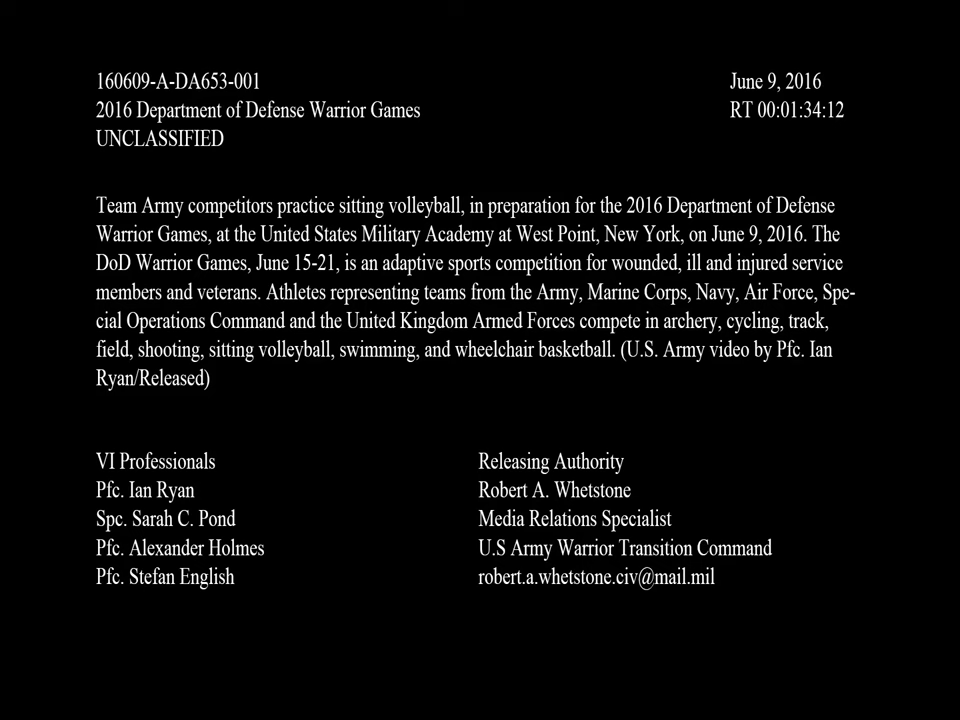 160609-A-DA653-001
June 9, 2016
2016 Department of Defense Warrior Games
RT 00:01:34:12
UNCLASSIFIED
Team Army competitors practice sitting volleyball, in preparation for the 2016 Department of Defense
Warrior Games, at the United States Military Academy at West Point, New York, on June 9, 2016. The
DoD Warrior Games, June 15-21, is an adaptive sports competition for wounded, ill and injured service
members and veterans. Athletes representing teams from the Army, Marine Corps, Navy, Air Force, Spe-
cial Operations Command and the United Kingdom Armed Forces compete in archery, cycling, track,
field, shooting, sitting volleyball, swimming, and wheelchair basketball. (U.S. Army video by Pfc. Ian
Ryan/Released)
VI Professionals
Pfc. Ian Ryan
Spc. Sarah C. Pond
Pfc. Alexander Holmes
Pfc. Stefan English
Releasing Authority
Robert A. Whetstone
Media Relations Specialist
U.S Army Warrior Transition Command
robert.a.whetstone.civ@mail.mil